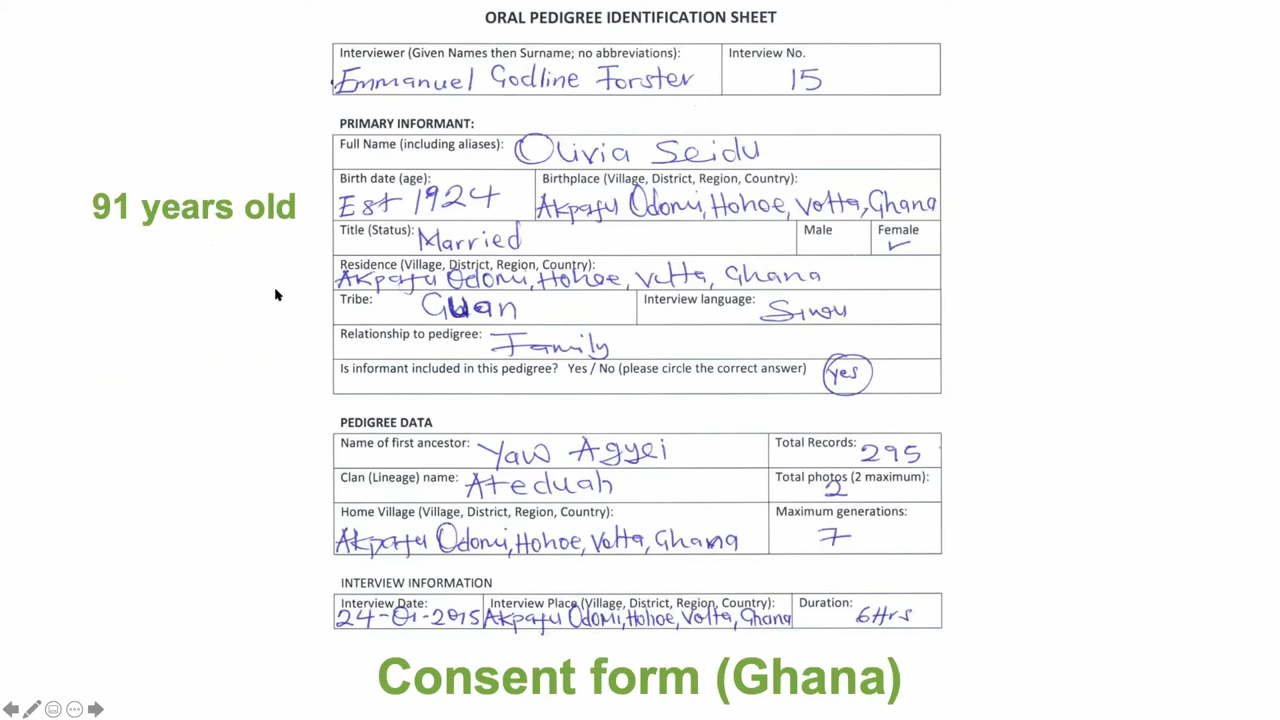 ORAL PEDIGREE IDENTIFICATION SHEET
Interviewer (Given Names then Surname; no abbreviations):
Emmanuel Godline Forster
Interview No.
15
PRIMARY INFORMANT:
Full Name (including aliases): Olivia Seidu
Birth date (age):
Est 1924
Birthplace (Village, District, Region, Country):
Akpafu Odomi, Hohoe, Volta, Ghana
91 years old
Title (Status): Married
Male
Female
✓
Residence (Village, District, Region, Country):
Akpafu Odomi, Hohoe, Volta, Ghana
Tribe: Guan
Interview language:
Relationship to pedigree: Family
Is informant included in this pedigree? Yes / No (please circle the correct answer) yes
PEDIGREE DATA
Name of first ancestor: Yaw Agyei
Total Records: 295
Clan (Lineage) name: Ateduah
Total photos (2 maximum):
2
Home Village (Village, District, Region, Country):
Akpafu Odomi, Hohoe, Volta, Ghana
Maximum generations:
7
INTERVIEW INFORMATION
Interview Date:
24-01-2015
Interview Place (Village, District, Region, Country):
Akpafu Odomi, Hohoe, Volta, Ghana
Duration:
6Hrs
Consent form (Ghana)